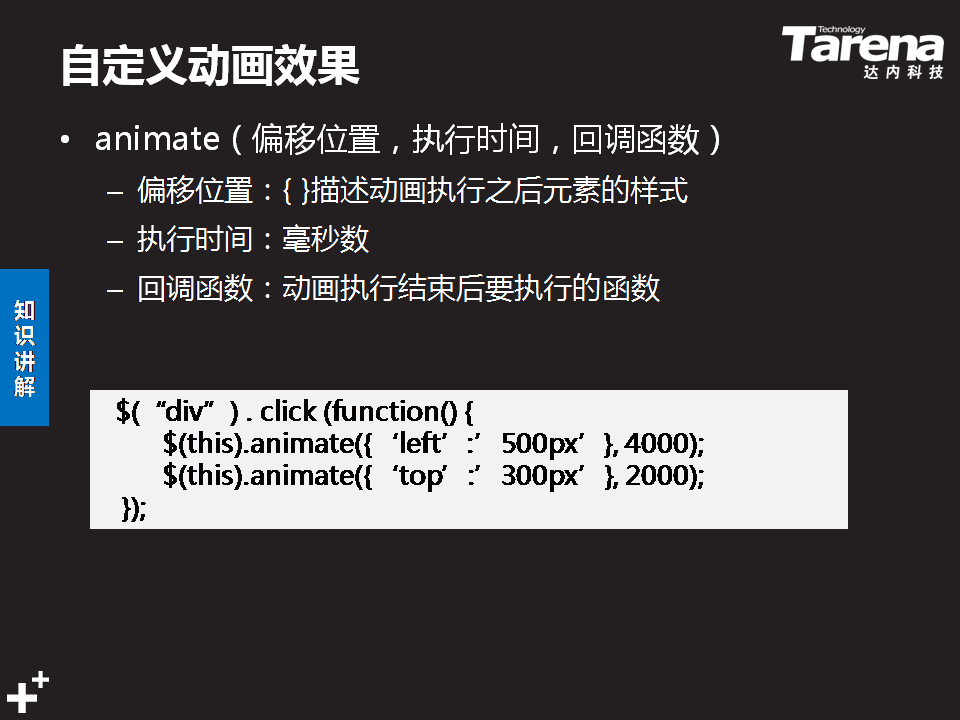 自定义动画效果
Technology
Tarena
达内科技
• animate（偏移位置，执行时间，回调函数）
– 偏移位置：{ }描述动画执行之后元素的样式
– 执行时间：毫秒数
– 回调函数：动画执行结束后要执行的函数
知识讲解
$( “div” ) . click (function() {
$(this).animate({ ‘left’ :’ 500px’ }, 4000);
$(this).animate({ ‘top’ :’ 300px’ }, 2000);
});